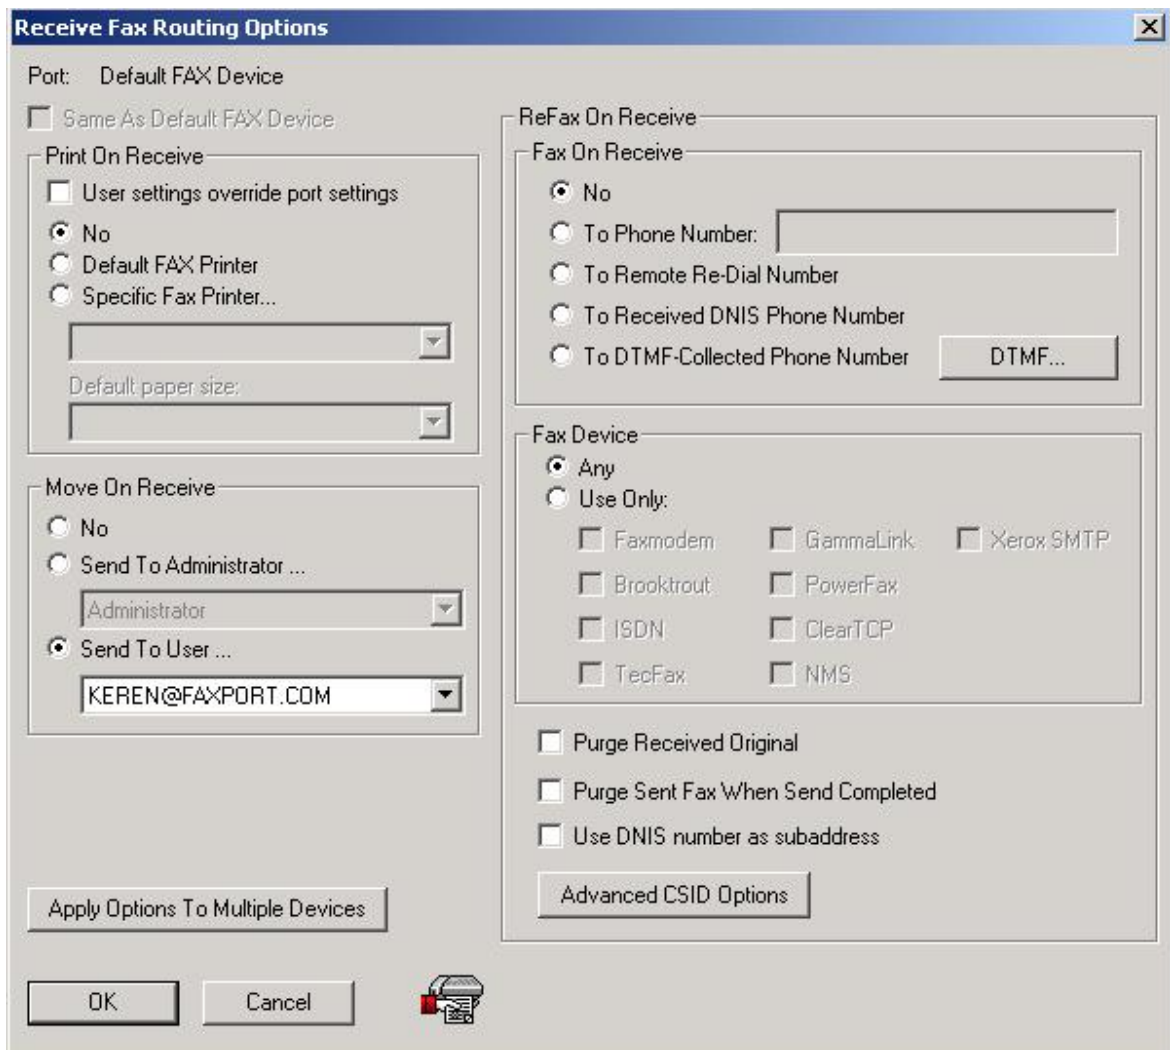 Receive Fax Routing Options
Port: Default FAX Device
Same As Default FAX Device
Print On Receive
User settings override port settings
No
Default FAX Printer
Specific Fax Printer...
Default paper size:
Move On Receive
No
Send To Administrator ...
Administrator
Send To User ...
KEREN@FAXPORT.COM
Apply Options To Multiple Devices
OK
Cancel
ReFax On Receive
Fax On Receive
No
To Phone Number:
To Remote Re-Dial Number
To Received DNIS Phone Number
To DTMF-Collected Phone Number
DTMF...
Fax Device
Any
Use Only:
Faxmodem
GammaLink
Xerox SMTP
Brooktrout
PowerFax
ISDN
ClearTCP
TecFax
NMS
Purge Received Original
Purge Sent Fax When Send Completed
Use DNIS number as subaddress
Advanced CSID Options